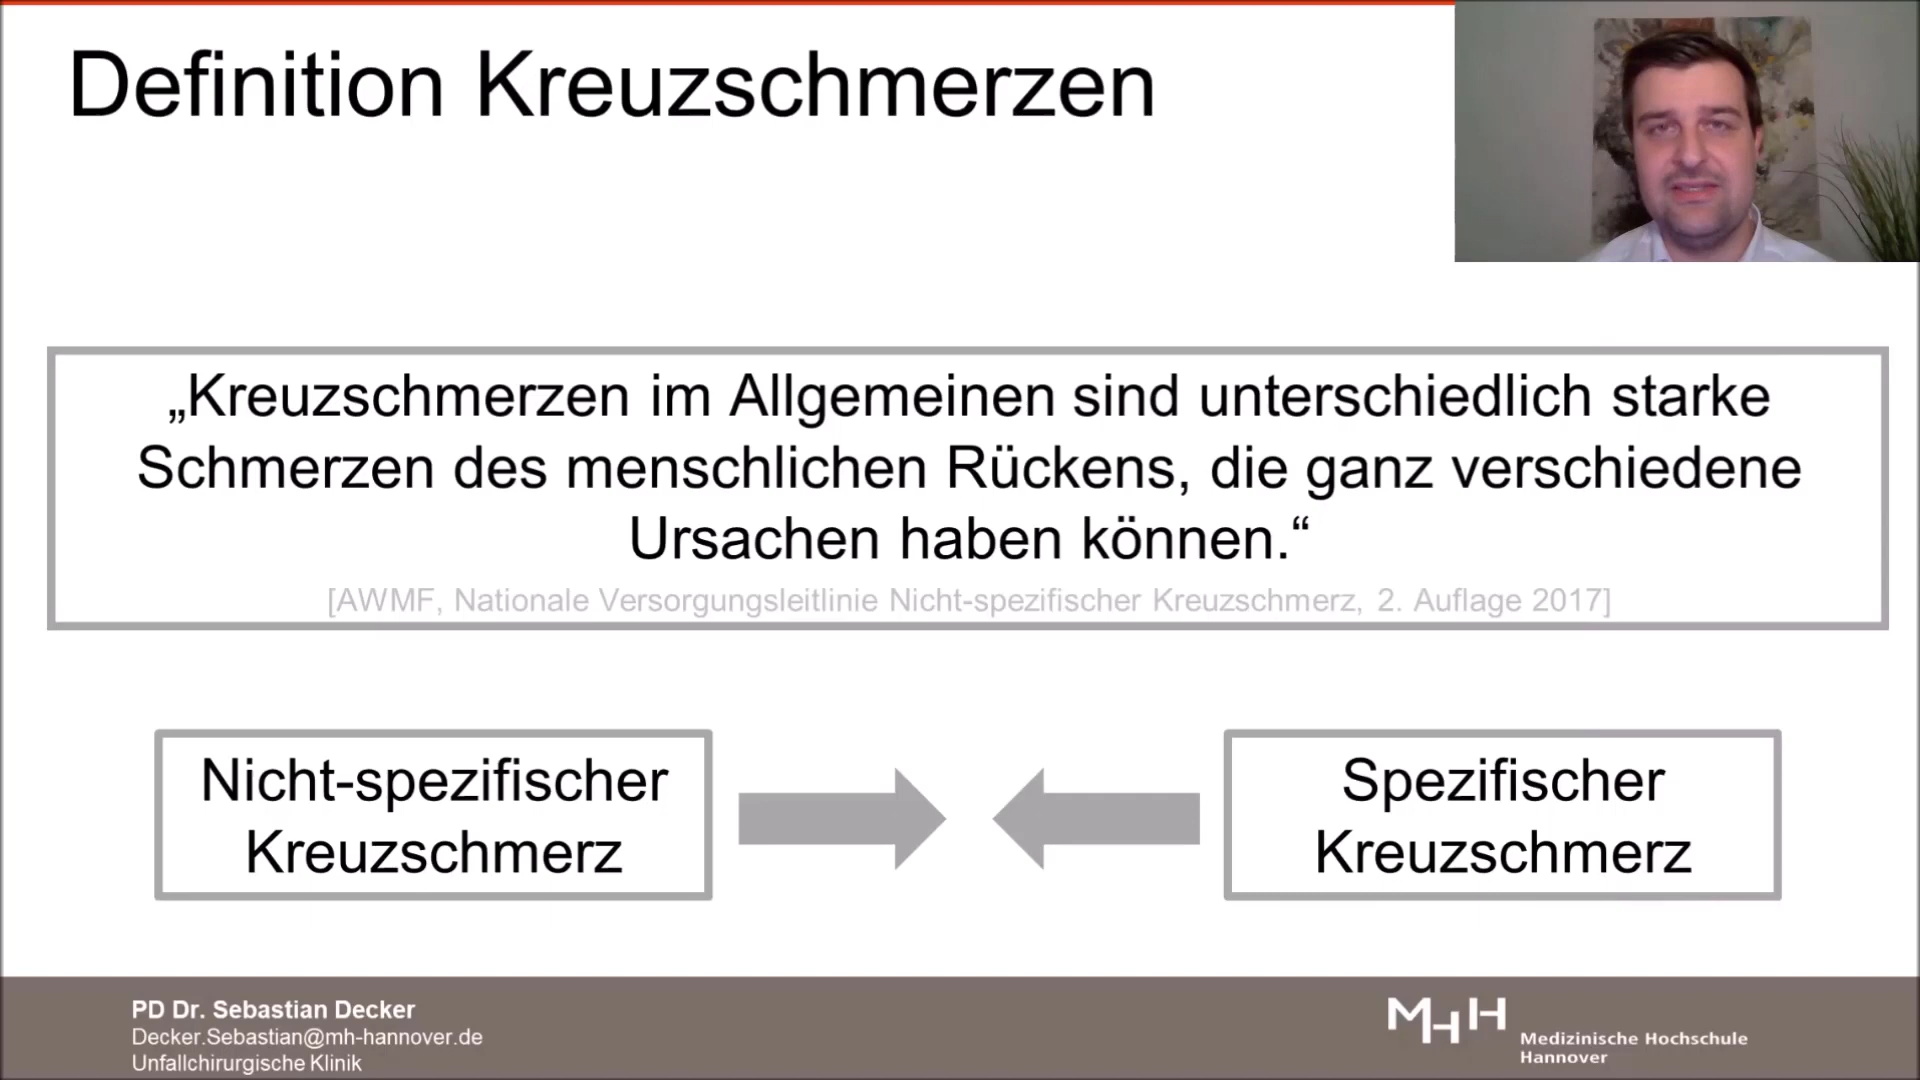 Definition Kreuzschmerzen
„Kreuzschmerzen im Allgemeinen sind unterschiedlich starke
Schmerzen des menschlichen Rückens, die ganz verschiedene
Ursachen haben können.“
[AWMF, Nationale Versorgungsleitlinie Nicht-spezifischer Kreuzschmerz, 2. Auflage 2017]
Nicht-spezifischer
Kreuzschmerz
Spezifischer
Kreuzschmerz
PD Dr. Sebastian Decker
Decker.Sebastian@mh-hannover.de
Unfallchirurgische Klinik
MHH
Medizinische Hochschule
Hannover